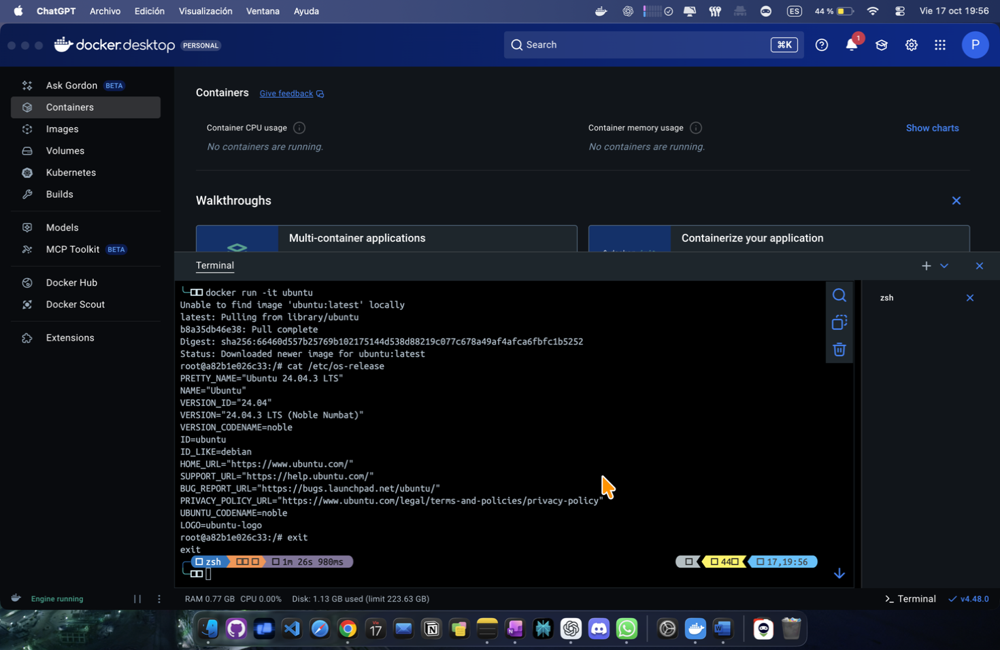 ChatGPT Archivo Edición Visualización Ventana Ayuda ES 44 % Vie 17 oct 19:56
docker.desktop PERSONAL Search ⌘K 1 P
Ask Gordon BETA
Containers
Images
Volumes
Kubernetes
Builds
Models
MCP Toolkit BETA
Docker Hub
Docker Scout
Extensions
Containers Give feedback
Container CPU usage Container memory usage Show charts
No containers are running. No containers are running.
Walkthroughs
Multi-container applications Containerize your application
Terminal
zsh
docker run -it ubuntu
Unable to find image 'ubuntu:latest' locally
latest: Pulling from library/ubuntu
b8a35db46e38: Pull complete
Digest: sha256:66460d557b25769b102175144d538d88219c077c678a49af4afca6fbfc1b5252
Status: Downloaded newer image for ubuntu:latest
root@a82b1e026c33:/# cat /etc/os-release
PRETTY_NAME="Ubuntu 24.04.3 LTS"
NAME="Ubuntu"
VERSION_ID="24.04"
VERSION="24.04.3 LTS (Noble Numbat)"
VERSION_CODENAME=noble
ID=ubuntu
ID_LIKE=debian
HOME_URL="https://www.ubuntu.com/"
SUPPORT_URL="https://help.ubuntu.com/"
BUG_REPORT_URL="https://bugs.launchpad.net/ubuntu/"
PRIVACY_POLICY_URL="https://www.ubuntu.com/legal/terms-and-policies/privacy-policy"
UBUNTU_CODENAME=noble
LOGO=ubuntu-logo
root@a82b1e026c33:/# exit
exit
zsh 1m 26s 980ms 44 17,19:56
Engine running RAM 0.77 GB CPU 0.00% Disk: 1.13 GB used (limit 223.63 GB) >_ Terminal v4.48.0
17